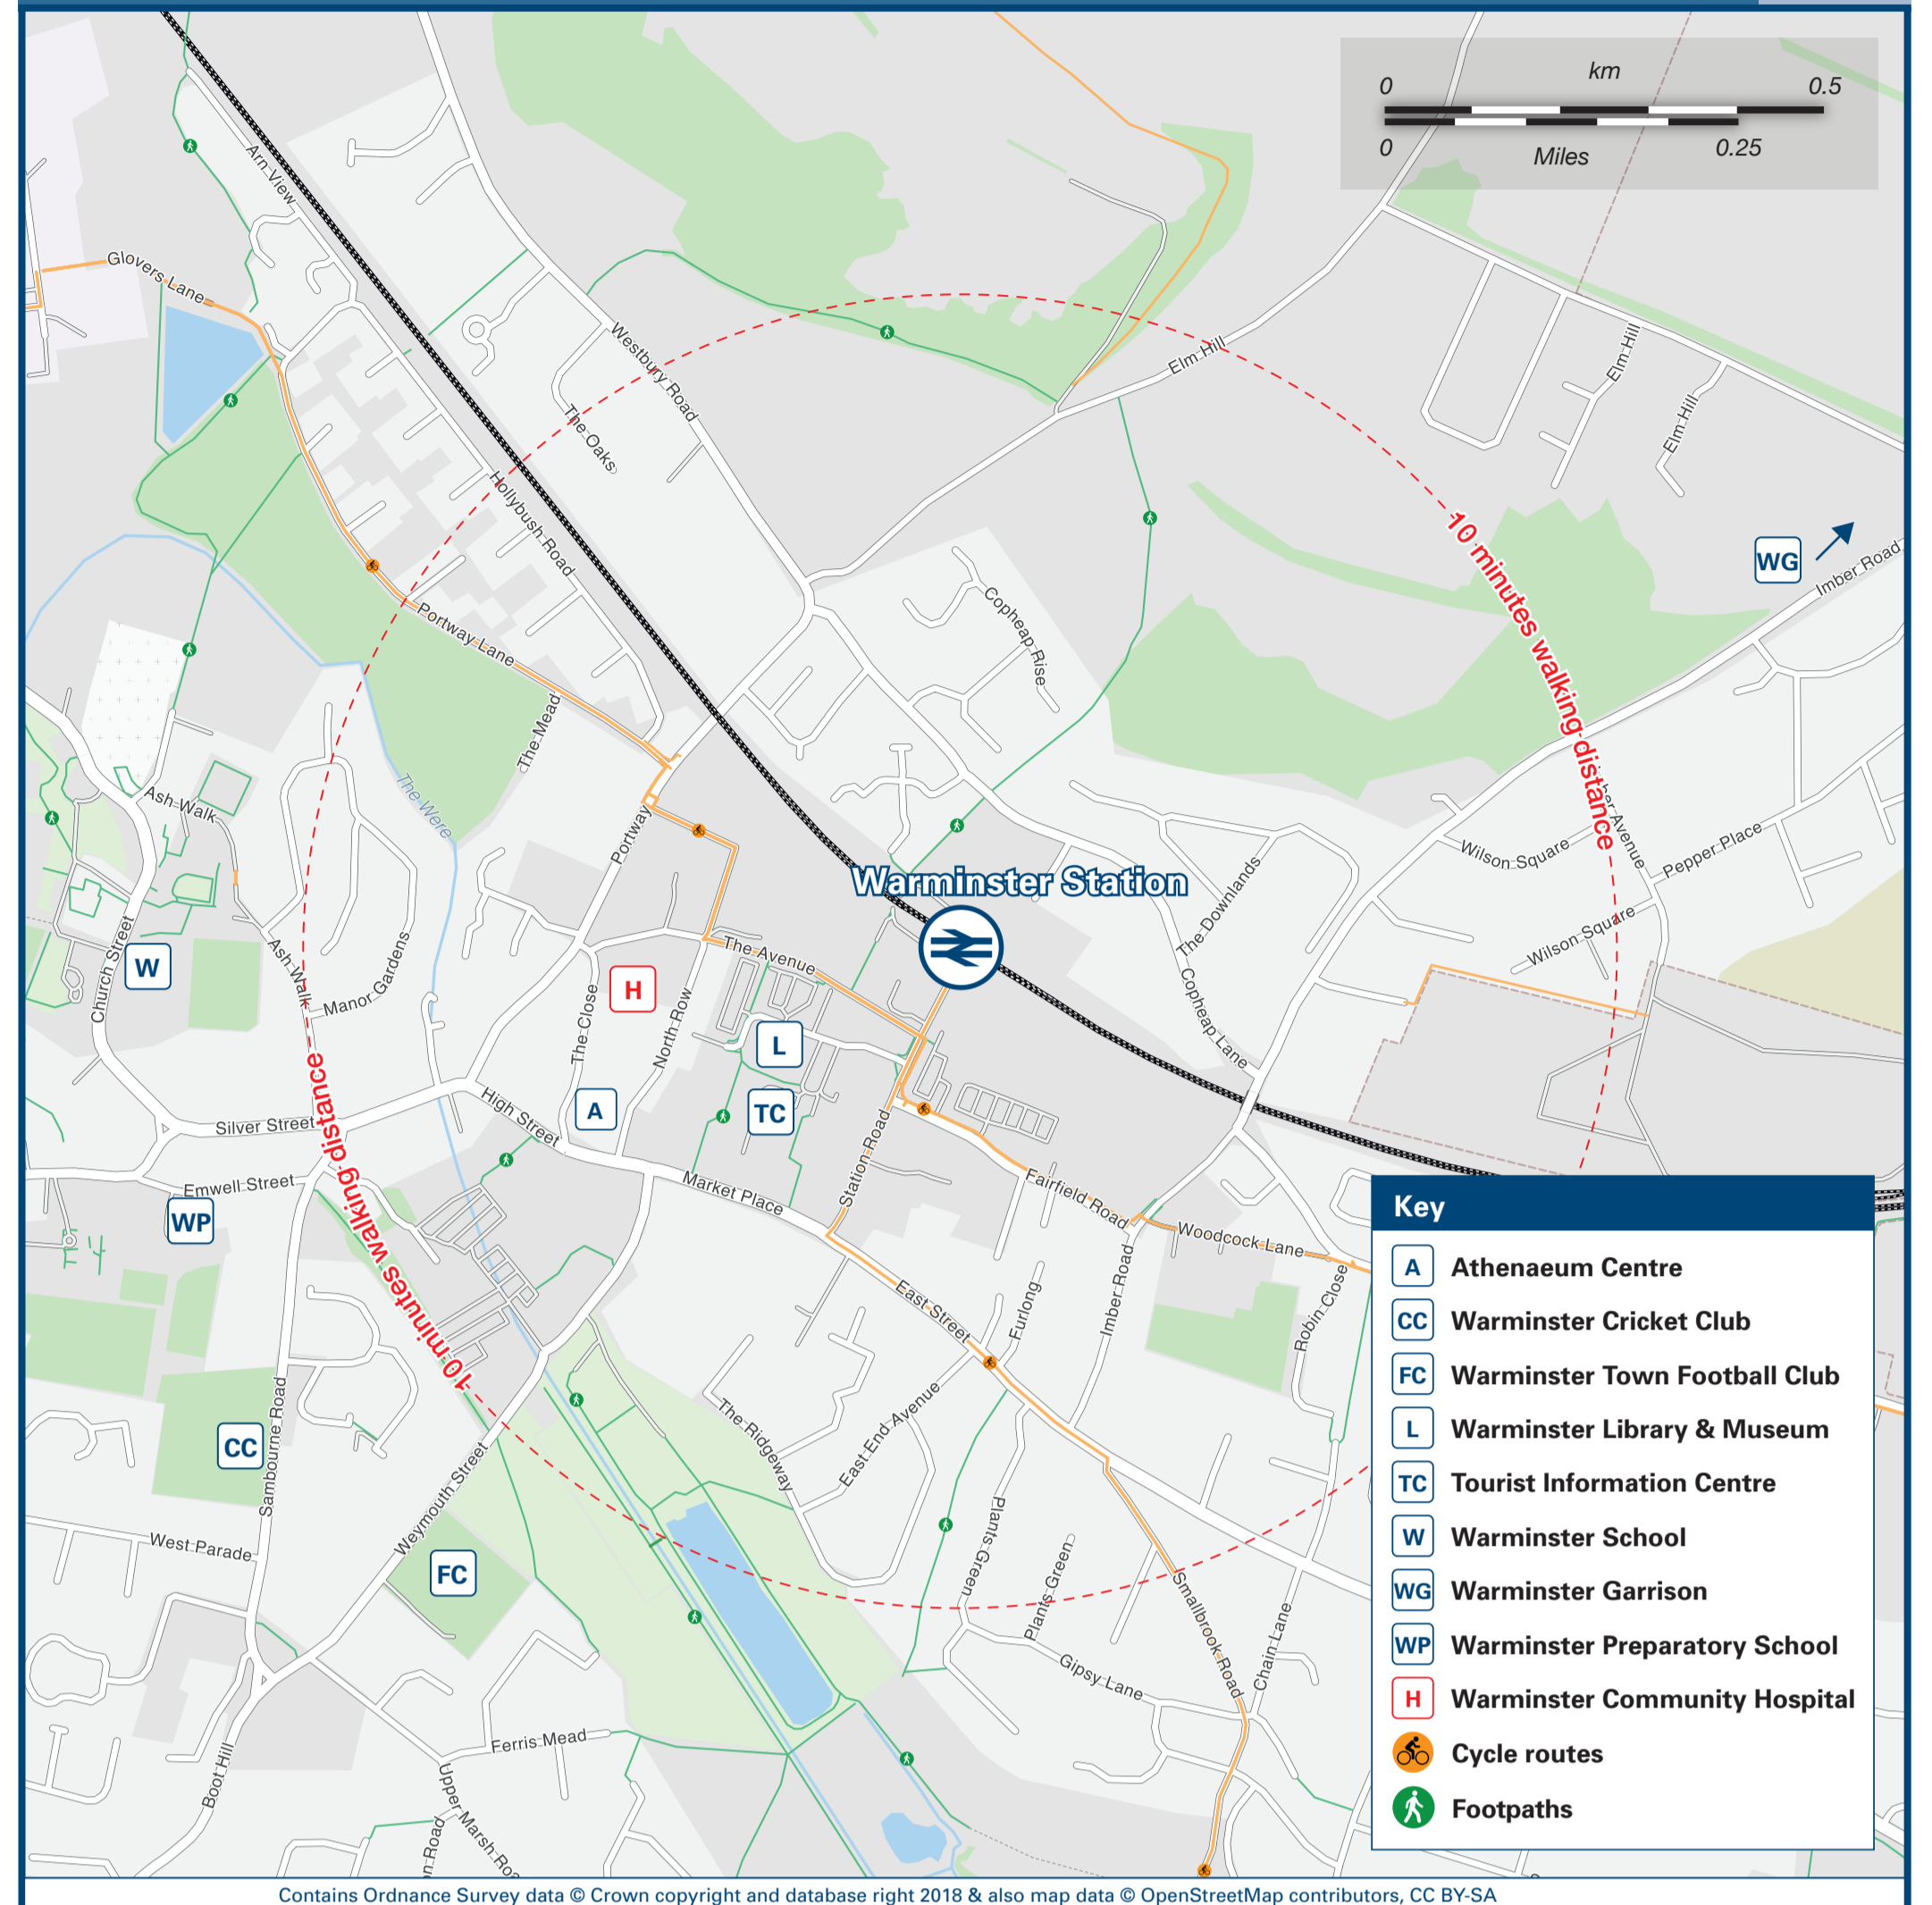 km
0 0.5
0 0.25
Miles
Arn View
Glovers Lane
Westbury Road
Elm Hill
Elm Hill
Elm Hill
The Oaks
Hollybush Road
10 minutes walking distance
WG
Imber Road
Copheap Rise
Portway Lane
The Mead
The Were
Ash Walk
Portway
Wilson Square
Pepper Place
Warminster Station
The Downlands
Wilson Square
Church Street
W
Ash Walk
Manor Gardens
The Avenue
H
The Close
North Row
L
Copheap Lane
A
TC
High Street
Silver Street
10 minutes walking distance
Emwell Street
WP
Market Place
Station Road
Fairfield Road
Woodcock Lane
Imber Road
Robin Close
East Street
Furlong
East End Avenue
The Ridgeway
CC
Sambourne Road
Weymouth Street
West Parade
FC
Plants Green
Plants Green
Smallbrook Road
Chain Lane
Gipsy Lane
Ferris Mead
Boot Hill
Upper Marsh Roa
n Road
Key
A Athenaeum Centre
CC Warminster Cricket Club
FC Warminster Town Football Club
L Warminster Library & Museum
TC Tourist Information Centre
W Warminster School
WG Warminster Garrison
WP Warminster Preparatory School
H Warminster Community Hospital
Cycle routes
Footpaths
Contains Ordnance Survey data © Crown copyright and database right 2018 & also map data © OpenStreetMap contributors, CC BY-SA